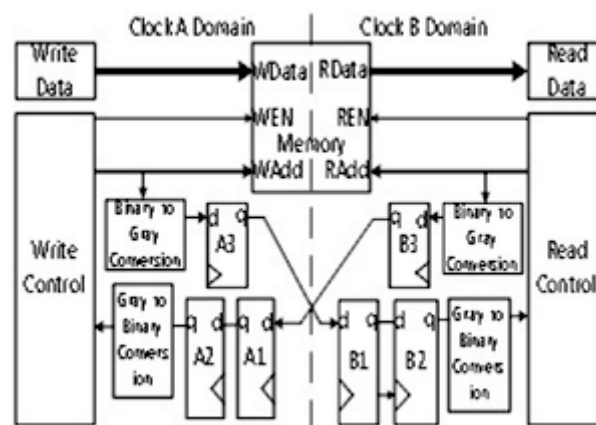 Clock A Domain
Clock B Domain
Write
Data
WData
RData
Read
Data
WEN
REN
Memory
WAdd
RAdd
Binary to
Gray
Conversion
d q
A3
q d
B3
Binary to
Gray
Conversion
Write
Control
Read
Control
Gray to
Binary
Convers
ion
q d
A2
q d
A1
d q
B1
d q
B2
Gray to
Binary
Convers
ion